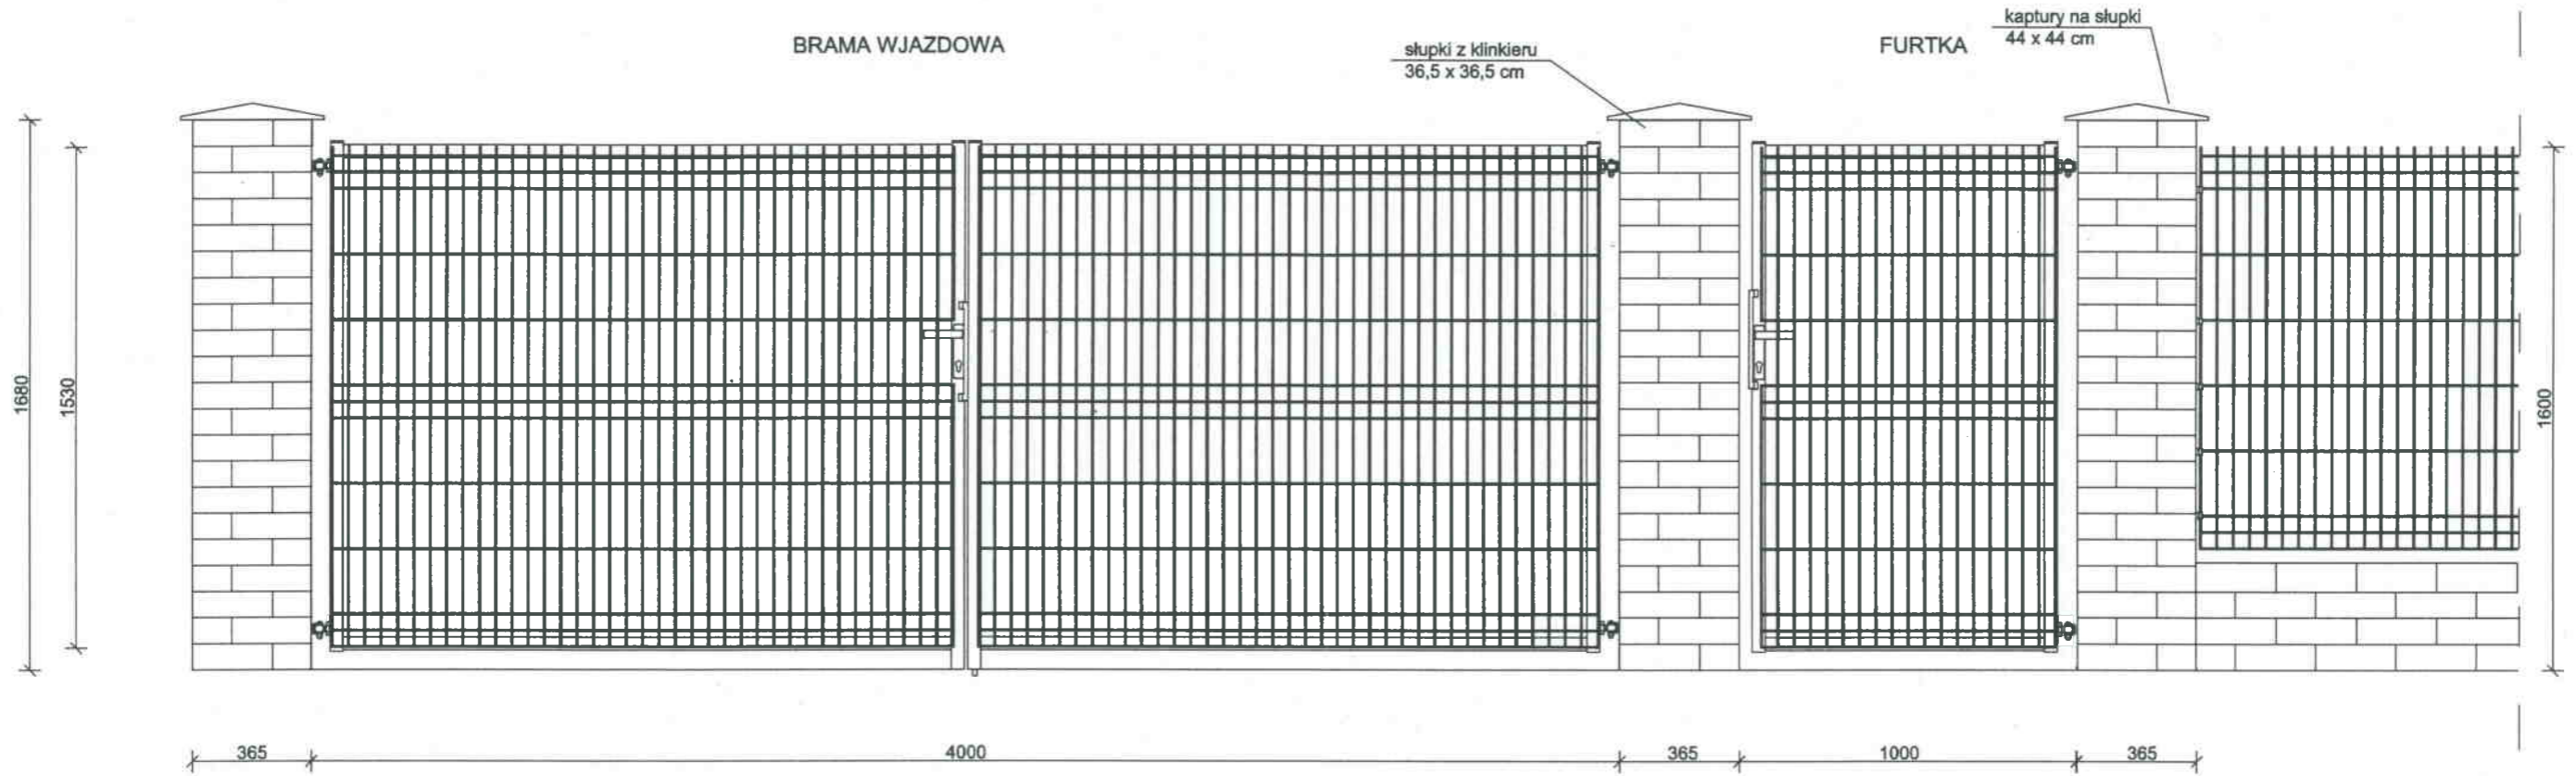 BRAMA WJAZDOWA
słupki z klinkieru
36,5 x 36,5 cm
FURTKA
kaptury na słupki
44 x 44 cm
1680
1530
1600
365
4000
365
1000
365